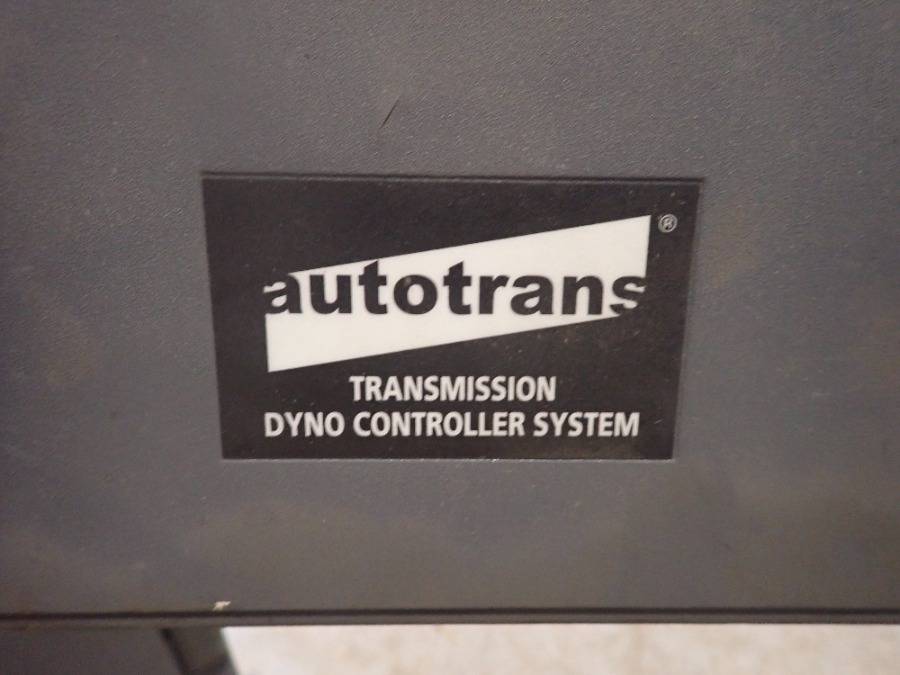 autotrans®
TRANSMISSION
DYNO CONTROLLER SYSTEM